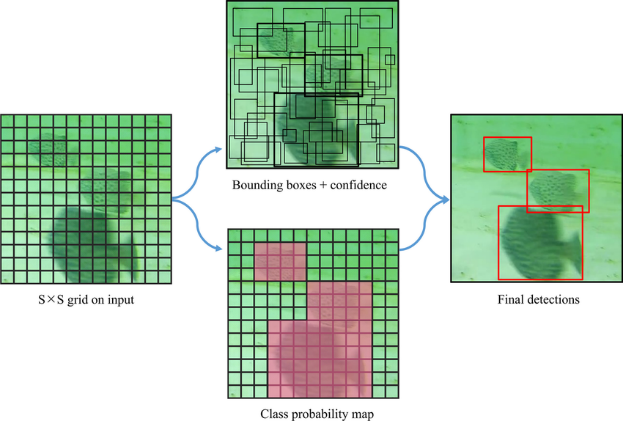 Bounding boxes + confidence
S×S grid on input
Final detections
Class probability map